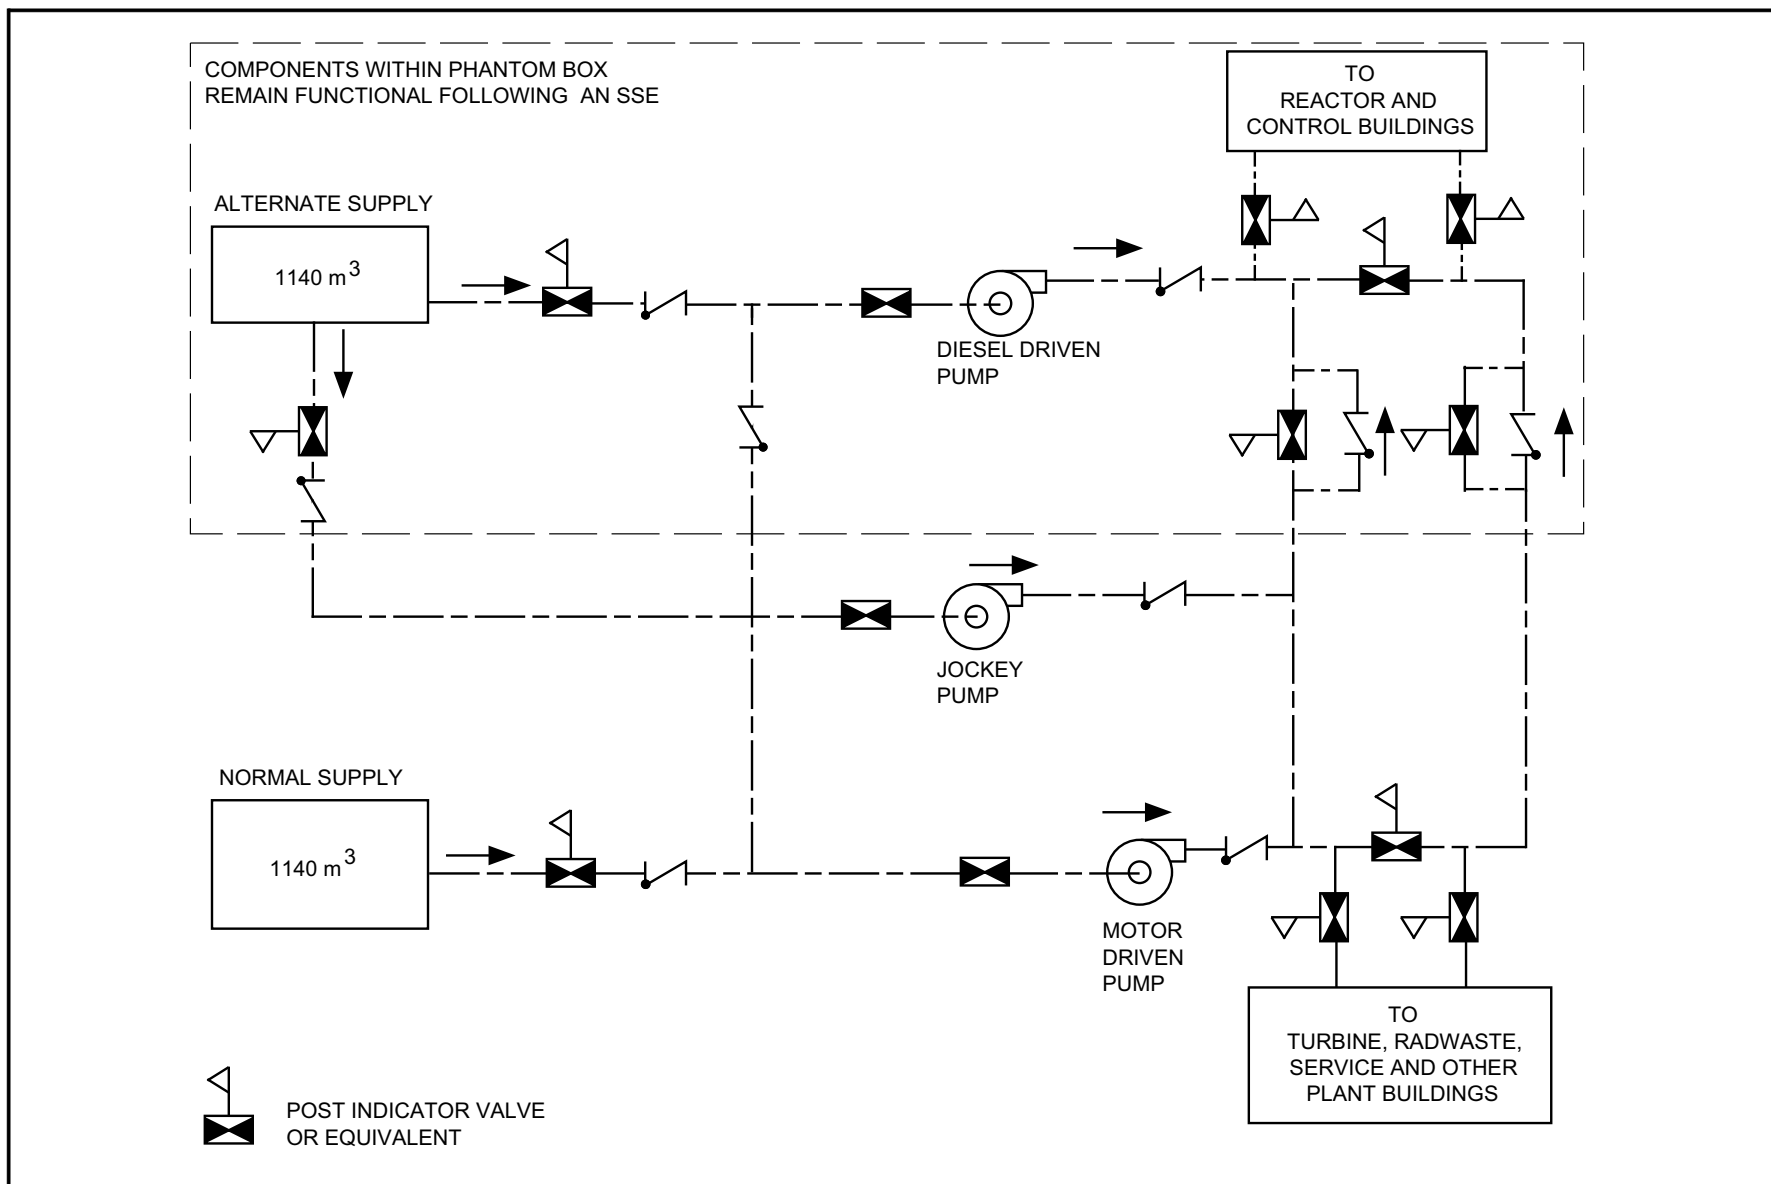 COMPONENTS WITHIN PHANTOM BOX
REMAIN FUNCTIONAL FOLLOWING AN SSE
TO
REACTOR AND
CONTROL BUILDINGS
ALTERNATE SUPPLY
1140 m³
DIESEL DRIVEN
PUMP
JOCKEY
PUMP
NORMAL SUPPLY
1140 m³
MOTOR
DRIVEN
PUMP
TO
TURBINE, RADWASTE,
SERVICE AND OTHER
PLANT BUILDINGS
POST INDICATOR VALVE
OR EQUIVALENT